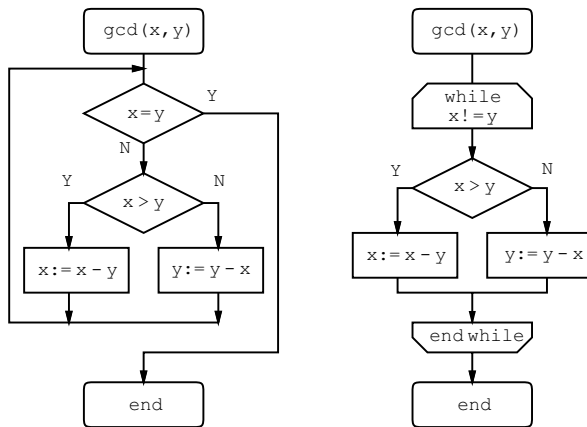 gcd(x,y)
x=y
Y
N
x>y
Y
N
x:=x-y
y:=y-x
end
gcd(x,y)
while
x!=y
x>y
Y
N
x:=x-y
y:=y-x
end while
end